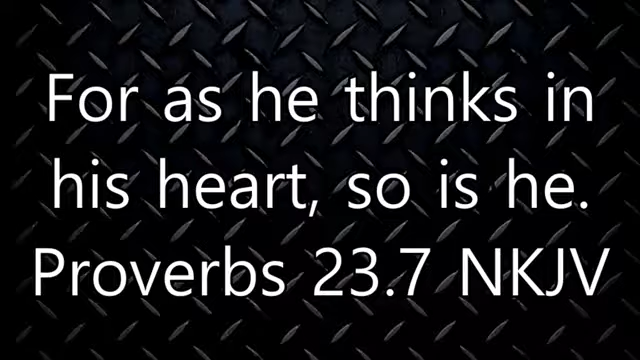 For as he thinks in
his heart, so is he.
Proverbs 23.7 NKJV